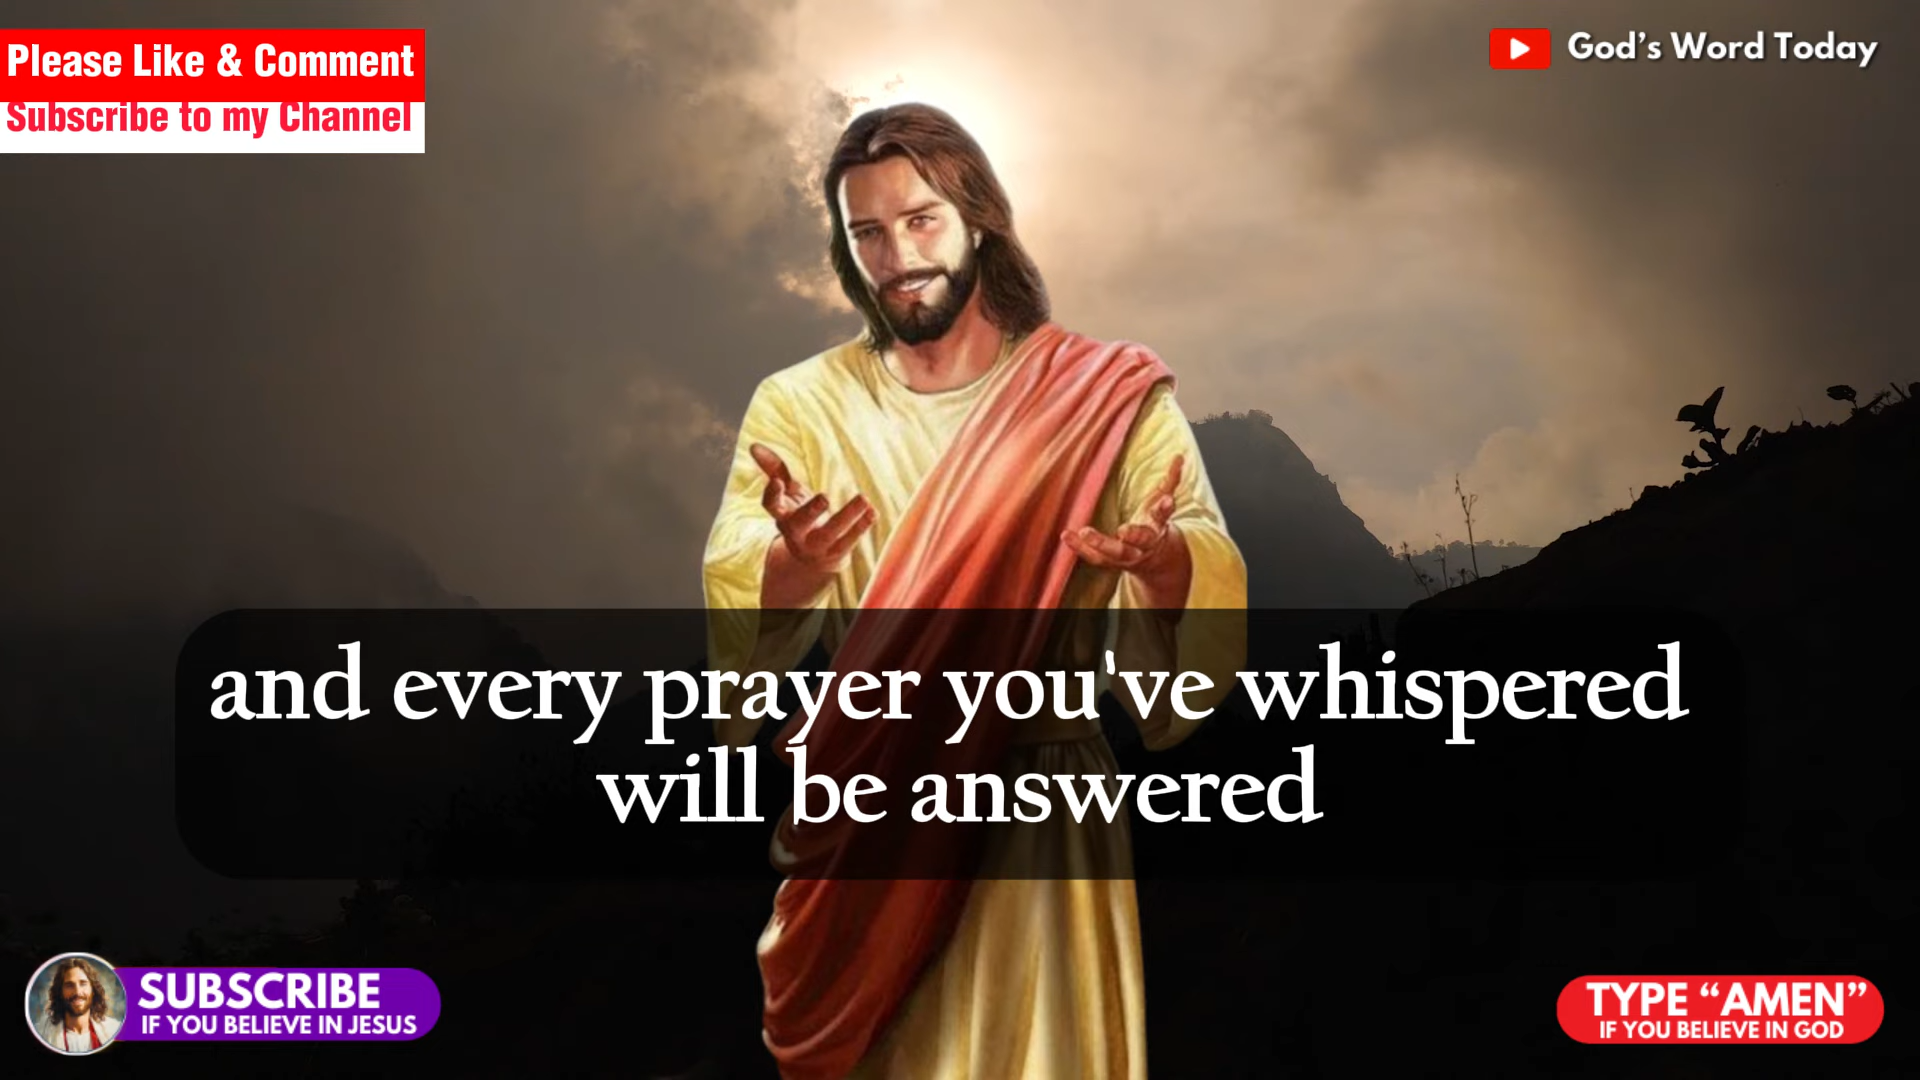 Please Like & Comment
Subscribe to my Channel
God's Word Today
and every prayer you've whispered
will be answered
SUBSCRIBE
IF YOU BELIEVE IN JESUS
TYPE “AMEN”
IF YOU BELIEVE IN GOD